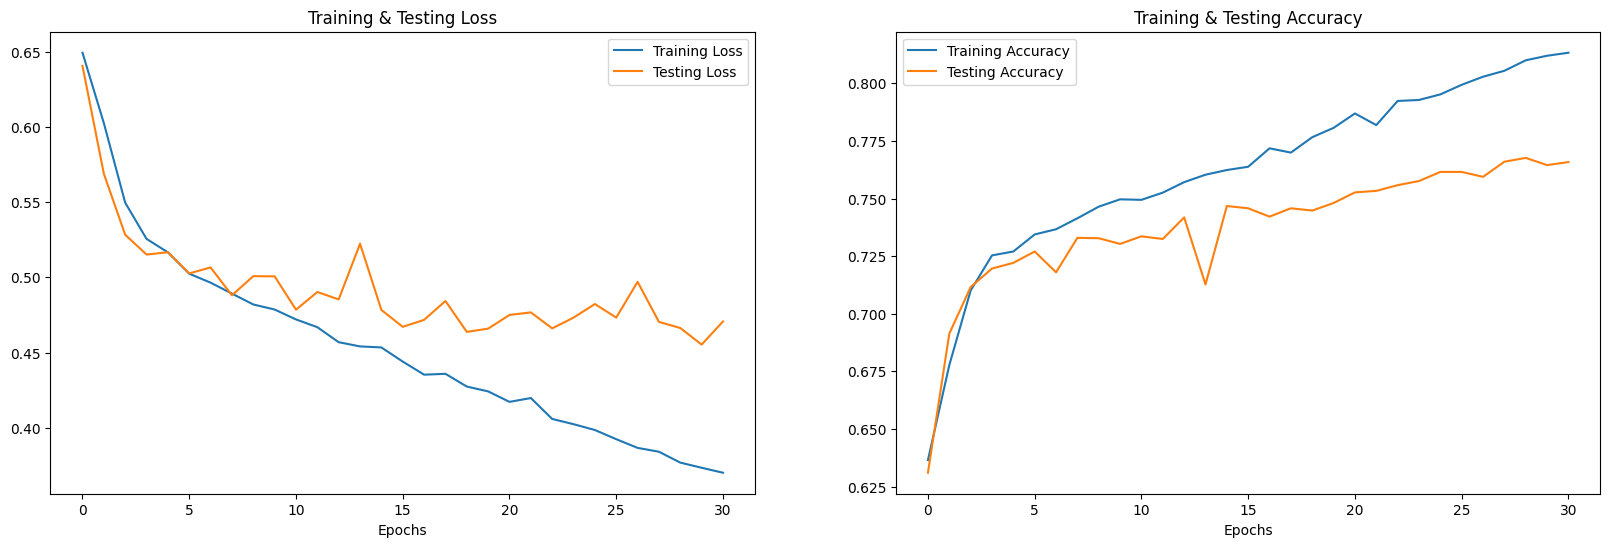 Training & Testing Loss
0.65
0.60
0.55
0.50
0.45
0.40
Training Loss
Testing Loss
0 5 10 15 20 25 30
Epochs
Training & Testing Accuracy
Training Accuracy
Testing Accuracy
0.800
0.775
0.750
0.725
0.700
0.675
0.650
0.625
0 5 10 15 20 25 30
Epochs